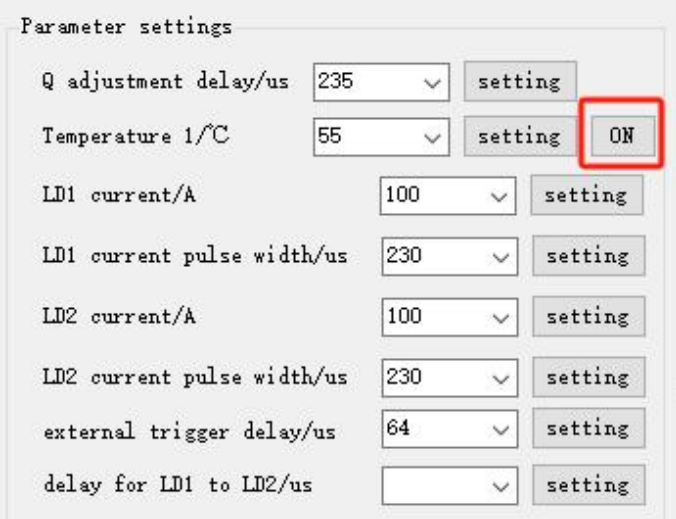 Parameter settings
Q adjustment delay/us 235 setting
Temperature 1/℃ 55 setting ON
LD1 current/A 100 setting
LD1 current pulse width/us 230 setting
LD2 current/A 100 setting
LD2 current pulse width/us 230 setting
external trigger delay/us 64 setting
delay for LD1 to LD2/us setting